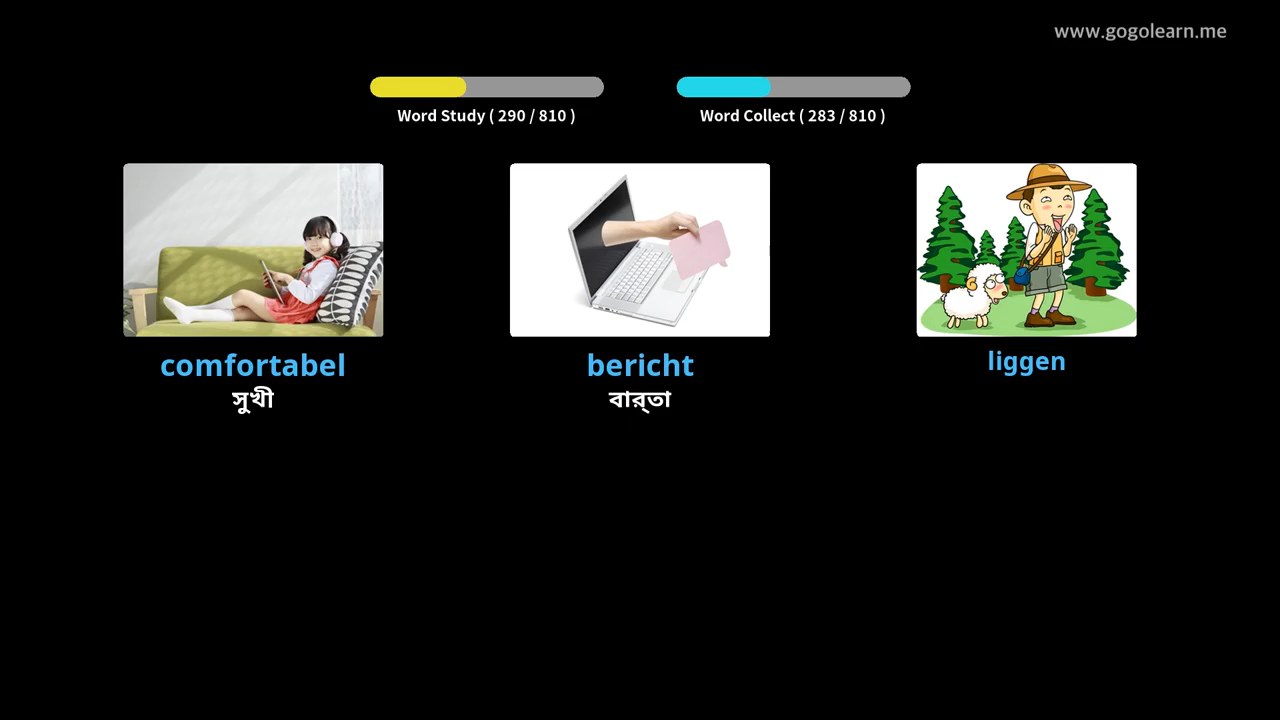 www.gogolearn.me
Word Study ( 290 / 810 )
Word Collect ( 283 / 810 )
comfortabel
সুখী
bericht
বার্তা
liggen